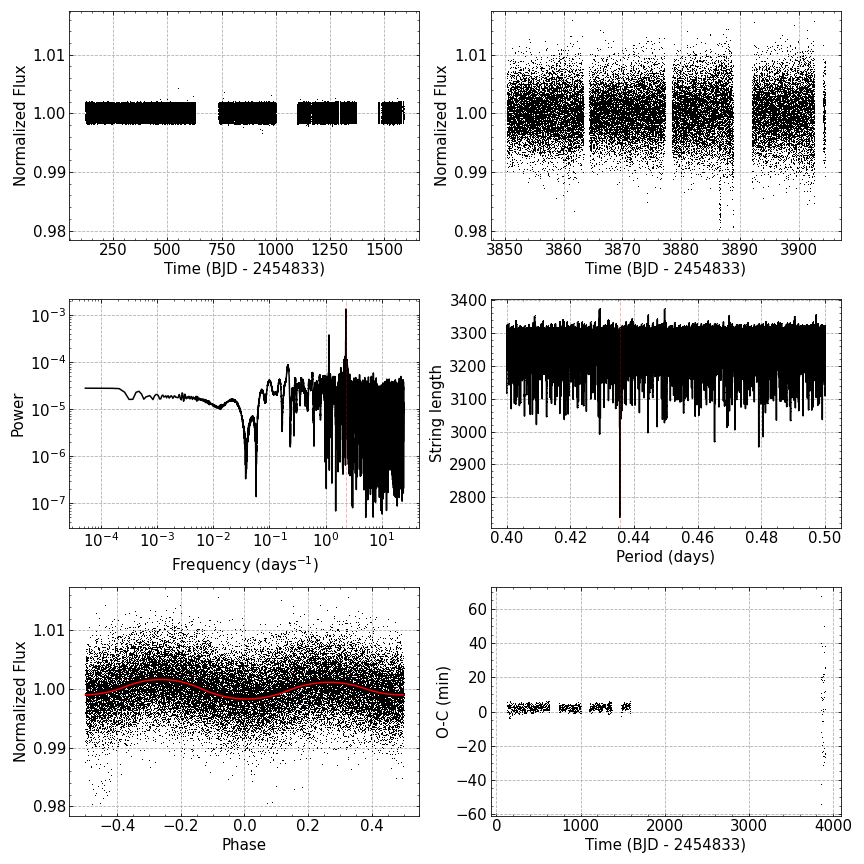 Normalized Flux
1.01
1.00
0.99
0.98
250 500 750 1000 1250 1500
Time (BJD - 2454833)
Normalized Flux
1.01
1.00
0.99
0.98
3850 3860 3870 3880 3890 3900
Time (BJD - 2454833)
Power
10⁻³
10⁻⁴
10⁻⁵
10⁻⁶
10⁻⁷
10⁻⁴ 10⁻³ 10⁻² 10⁻¹ 10⁰ 10¹
Frequency (days⁻¹)
String length
3400
3300
3200
3100
3000
2900
2800
0.40 0.42 0.44 0.46 0.48 0.50
Period (days)
Normalized Flux
1.01
1.00
0.99
0.98
−0.4 −0.2 0.0 0.2 0.4
Phase
O-C (min)
60
40
20
0
−20
−40
−60
0 1000 2000 3000 4000
Time (BJD - 2454833)